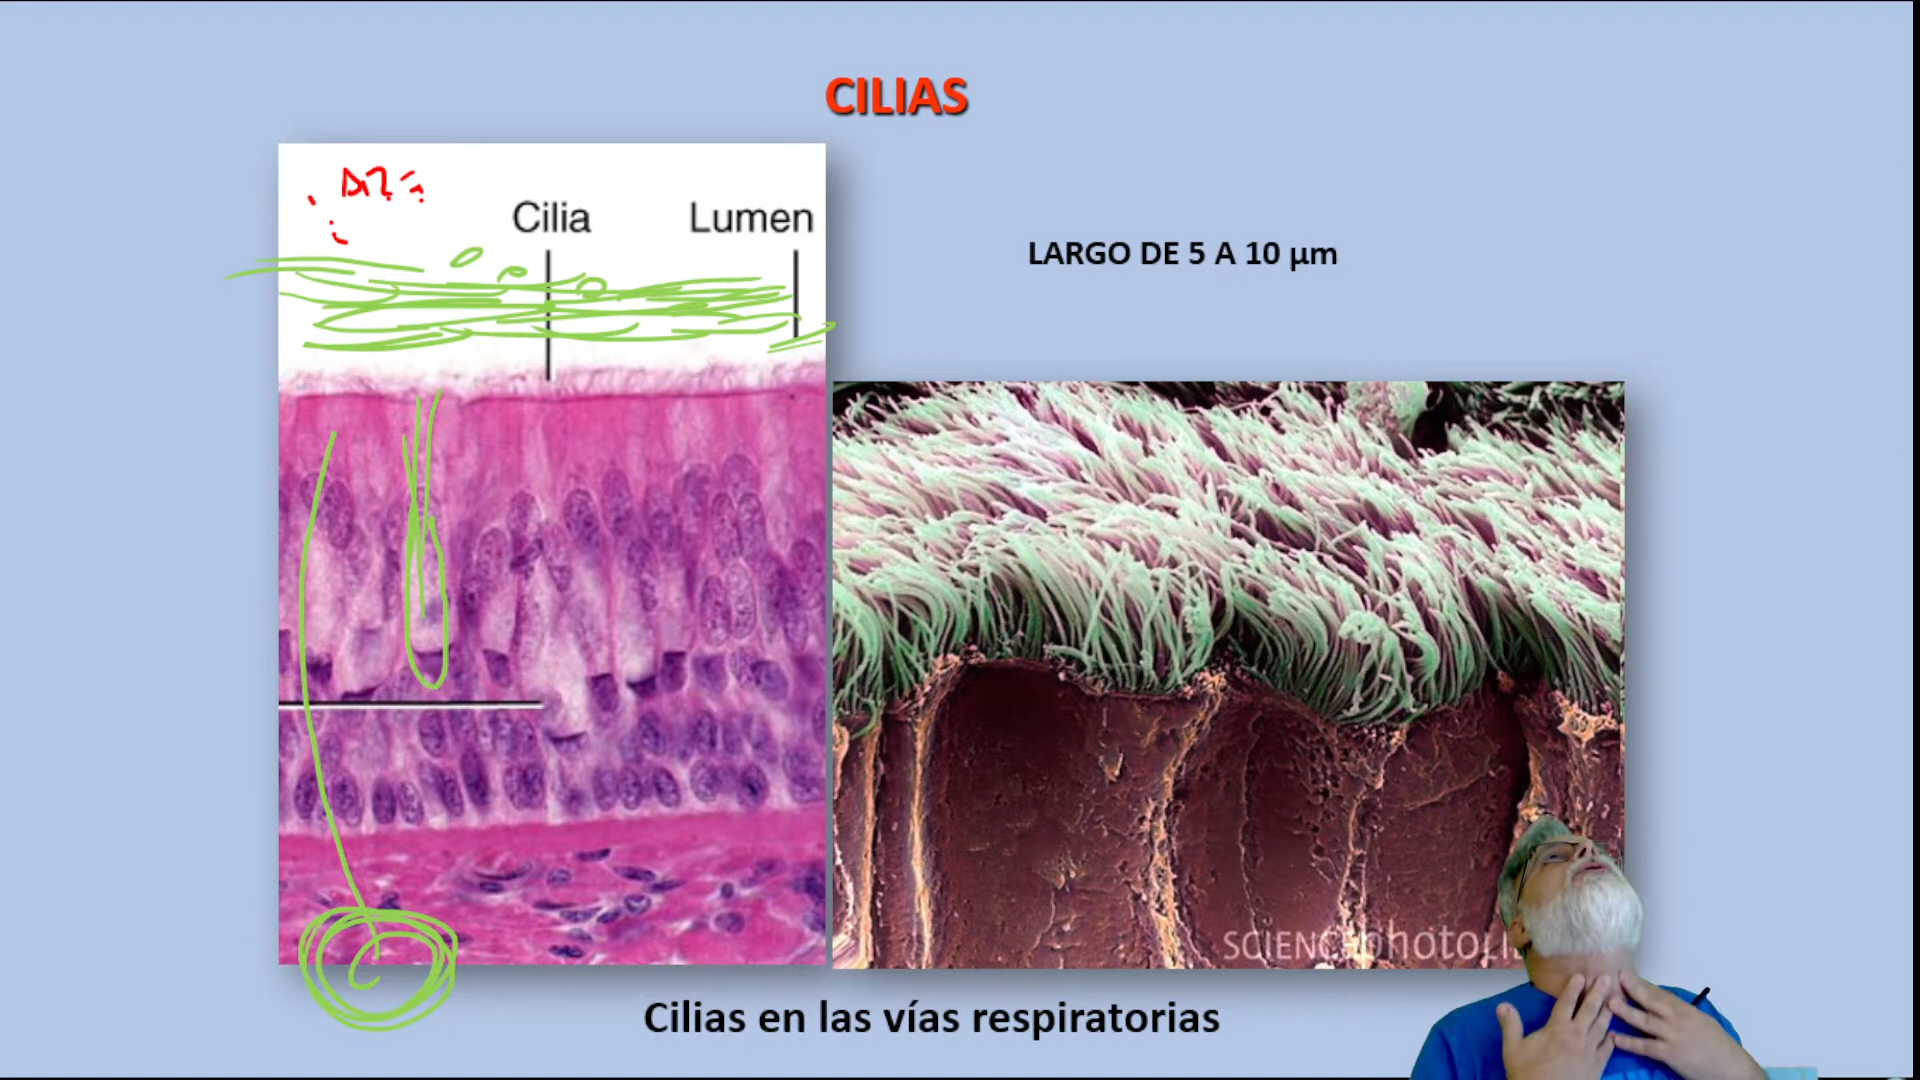 CILIAS
Cilia Lumen
LARGO DE 5 A 10 µm
Cilias en las vías respiratorias